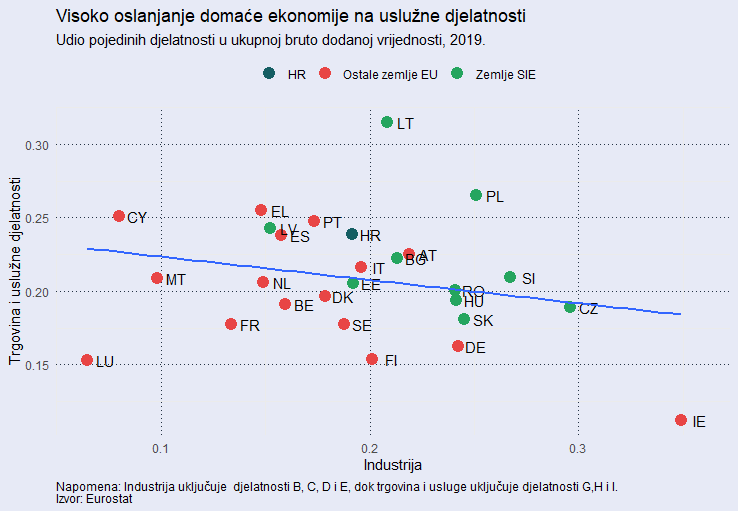 Visoko oslanjanje domaće ekonomije na uslužne djelatnosti
Udio pojedinih djelatnosti u ukupnoj bruto dodanoj vrijednosti, 2019.
HR Ostale zemlje EU Zemlje SIE
Trgovina i uslužne djelatnosti
0.30
0.25
0.20
0.15
LT
PL
CY
EL
PT
LV
ES
HR
AT
BG
IT
MT
NL
EE
SI
RO
HU
DK
BE
CZ
FR
SE
SK
DE
LU
FI
IE
0.1 0.2 0.3
Industrija
Napomena: Industrija uključuje  djelatnosti B, C, D i E, dok trgovina i usluge uključuje djelatnosti G,H i I.
Izvor: Eurostat